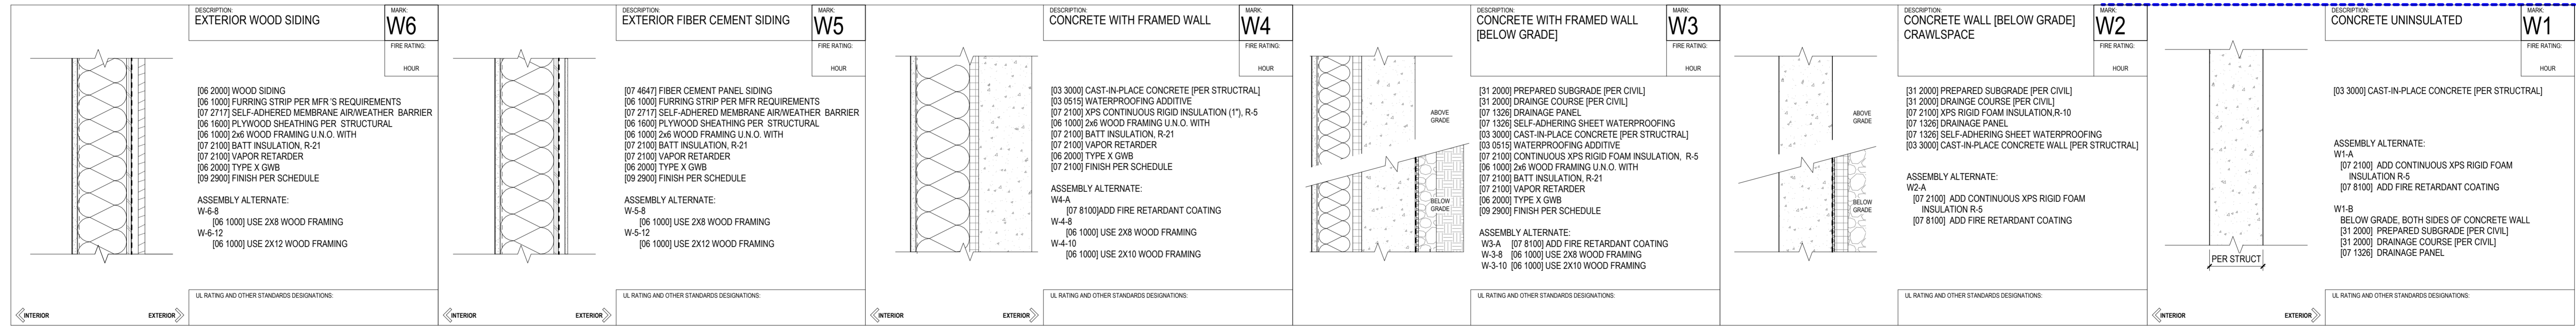 DESCRIPTION:
EXTERIOR WOOD SIDING
MARK:
W6
FIRE RATING:
HOUR
[06 2000] WOOD SIDING
[06 1000] FURRING STRIP PER MFR 'S REQUIREMENTS
[07 2717] SELF-ADHERED MEMBRANE AIR/WEATHER BARRIER
[06 1600] PLYWOOD SHEATHING PER STRUCTURAL
[06 1000] 2x6 WOOD FRAMING U.N.O. WITH
[07 2100] BATT INSULATION, R-21
[07 2100] VAPOR RETARDER
[06 2000] TYPE X GWB
[09 2900] FINISH PER SCHEDULE
ASSEMBLY ALTERNATE:
W-6-8
[06 1000] USE 2X8 WOOD FRAMING
W-6-12
[06 1000] USE 2X12 WOOD FRAMING
UL RATING AND OTHER STANDARDS DESIGNATIONS:
INTERIOR
EXTERIOR
DESCRIPTION:
EXTERIOR FIBER CEMENT SIDING
MARK:
W5
FIRE RATING:
HOUR
[07 4647] FIBER CEMENT PANEL SIDING
[06 1000] FURRING STRIP PER MFR REQUIREMENTS
[07 2717] SELF-ADHERED MEMBRANE AIR/WEATHER BARRIER
[06 1600] PLYWOOD SHEATHING PER STRUCTURAL
[06 1000] 2x6 WOOD FRAMING U.N.O. WITH
[07 2100] BATT INSULATION, R-21
[07 2100] VAPOR RETARDER
[06 2000] TYPE X GWB
[09 2900] FINISH PER SCHEDULE
ASSEMBLY ALTERNATE:
W-5-8
[06 1000] USE 2X8 WOOD FRAMING
W-5-12
[06 1000] USE 2X12 WOOD FRAMING
UL RATING AND OTHER STANDARDS DESIGNATIONS:
INTERIOR
EXTERIOR
DESCRIPTION:
CONCRETE WITH FRAMED WALL
MARK:
W4
FIRE RATING:
HOUR
[03 3000] CAST-IN-PLACE CONCRETE [PER STRUCTRAL]
[03 0515] WATERPROOFING ADDITIVE
[07 2100] XPS CONTINUOUS RIGID INSULATION (1"), R-5
[06 1000] 2x6 WOOD FRAMING U.N.O. WITH
[07 2100] BATT INSULATION, R-21
[07 2100] VAPOR RETARDER
[06 2000] TYPE X GWB
[07 2100] FINISH PER SCHEDULE
ASSEMBLY ALTERNATE:
W4-A
[07 8100]ADD FIRE RETARDANT COATING
W-4-8
[06 1000] USE 2X8 WOOD FRAMING
W-4-10
[06 1000] USE 2X10 WOOD FRAMING
UL RATING AND OTHER STANDARDS DESIGNATIONS:
INTERIOR
EXTERIOR
DESCRIPTION:
CONCRETE WITH FRAMED WALL
[BELOW GRADE]
MARK:
W3
FIRE RATING:
HOUR
ABOVE
GRADE
BELOW
GRADE
[31 2000] PREPARED SUBGRADE [PER CIVIL]
[31 2000] DRAINGE COURSE [PER CIVIL]
[07 1326] DRAINAGE PANEL
[07 1326] SELF-ADHERING SHEET WATERPROOFING
[03 3000] CAST-IN-PLACE CONCRETE [PER STRUCTRAL]
[03 0515] WATERPROOFING ADDITIVE
[07 2100] CONTINUOUS XPS RIGID FOAM INSULATION, R-5
[06 1000] 2x6 WOOD FRAMING U.N.O. WITH
[07 2100] BATT INSULATION, R-21
[07 2100] VAPOR RETARDER
[06 2000] TYPE X GWB
[09 2900] FINISH PER SCHEDULE
ASSEMBLY ALTERNATE:
W3-A [07 8100] ADD FIRE RETARDANT COATING
W-3-8 [06 1000] USE 2X8 WOOD FRAMING
W-3-10 [06 1000] USE 2X10 WOOD FRAMING
UL RATING AND OTHER STANDARDS DESIGNATIONS:
DESCRIPTION:
CONCRETE WALL [BELOW GRADE]
CRAWLSPACE
MARK:
W2
FIRE RATING:
HOUR
ABOVE
GRADE
BELOW
GRADE
[31 2000] PREPARED SUBGRADE [PER CIVIL]
[31 2000] DRAINGE COURSE [PER CIVIL]
[07 2100] XPS RIGID FOAM INSULATION,R-10
[07 1326] DRAINAGE PANEL
[07 1326] SELF-ADHERING SHEET WATERPROOFING
[03 3000] CAST-IN-PLACE CONCRETE WALL [PER STRUCTRAL]
ASSEMBLY ALTERNATE:
W2-A
[07 2100] ADD CONTINUOUS XPS RIGID FOAM
INSULATION R-5
[07 8100] ADD FIRE RETARDANT COATING
UL RATING AND OTHER STANDARDS DESIGNATIONS:
DESCRIPTION:
CONCRETE UNINSULATED
MARK:
W1
FIRE RATING:
HOUR
[03 3000] CAST-IN-PLACE CONCRETE [PER STRUCTRAL]
ASSEMBLY ALTERNATE:
W1-A
[07 2100] ADD CONTINUOUS XPS RIGID FOAM
INSULATION R-5
[07 8100] ADD FIRE RETARDANT COATING
W1-B
BELOW GRADE, BOTH SIDES OF CONCRETE WALL
[31 2000] PREPARED SUBGRADE [PER CIVIL]
[31 2000] DRAINAGE COURSE [PER CIVIL]
[07 1326] DRAINAGE PANEL
PER STRUCT
UL RATING AND OTHER STANDARDS DESIGNATIONS:
INTERIOR
EXTERIOR